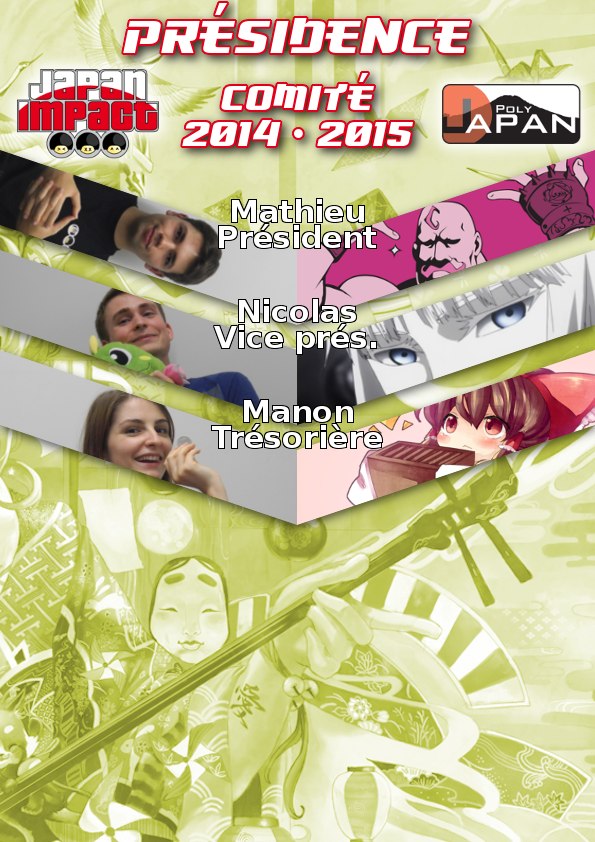 PRÉSIDENCE
JAPAN
IMPACT
COMITÉ
2014 • 2015
POLY
JAPAN
Mathieu
Président
Nicolas
Vice prés.
Manon
Trésorière